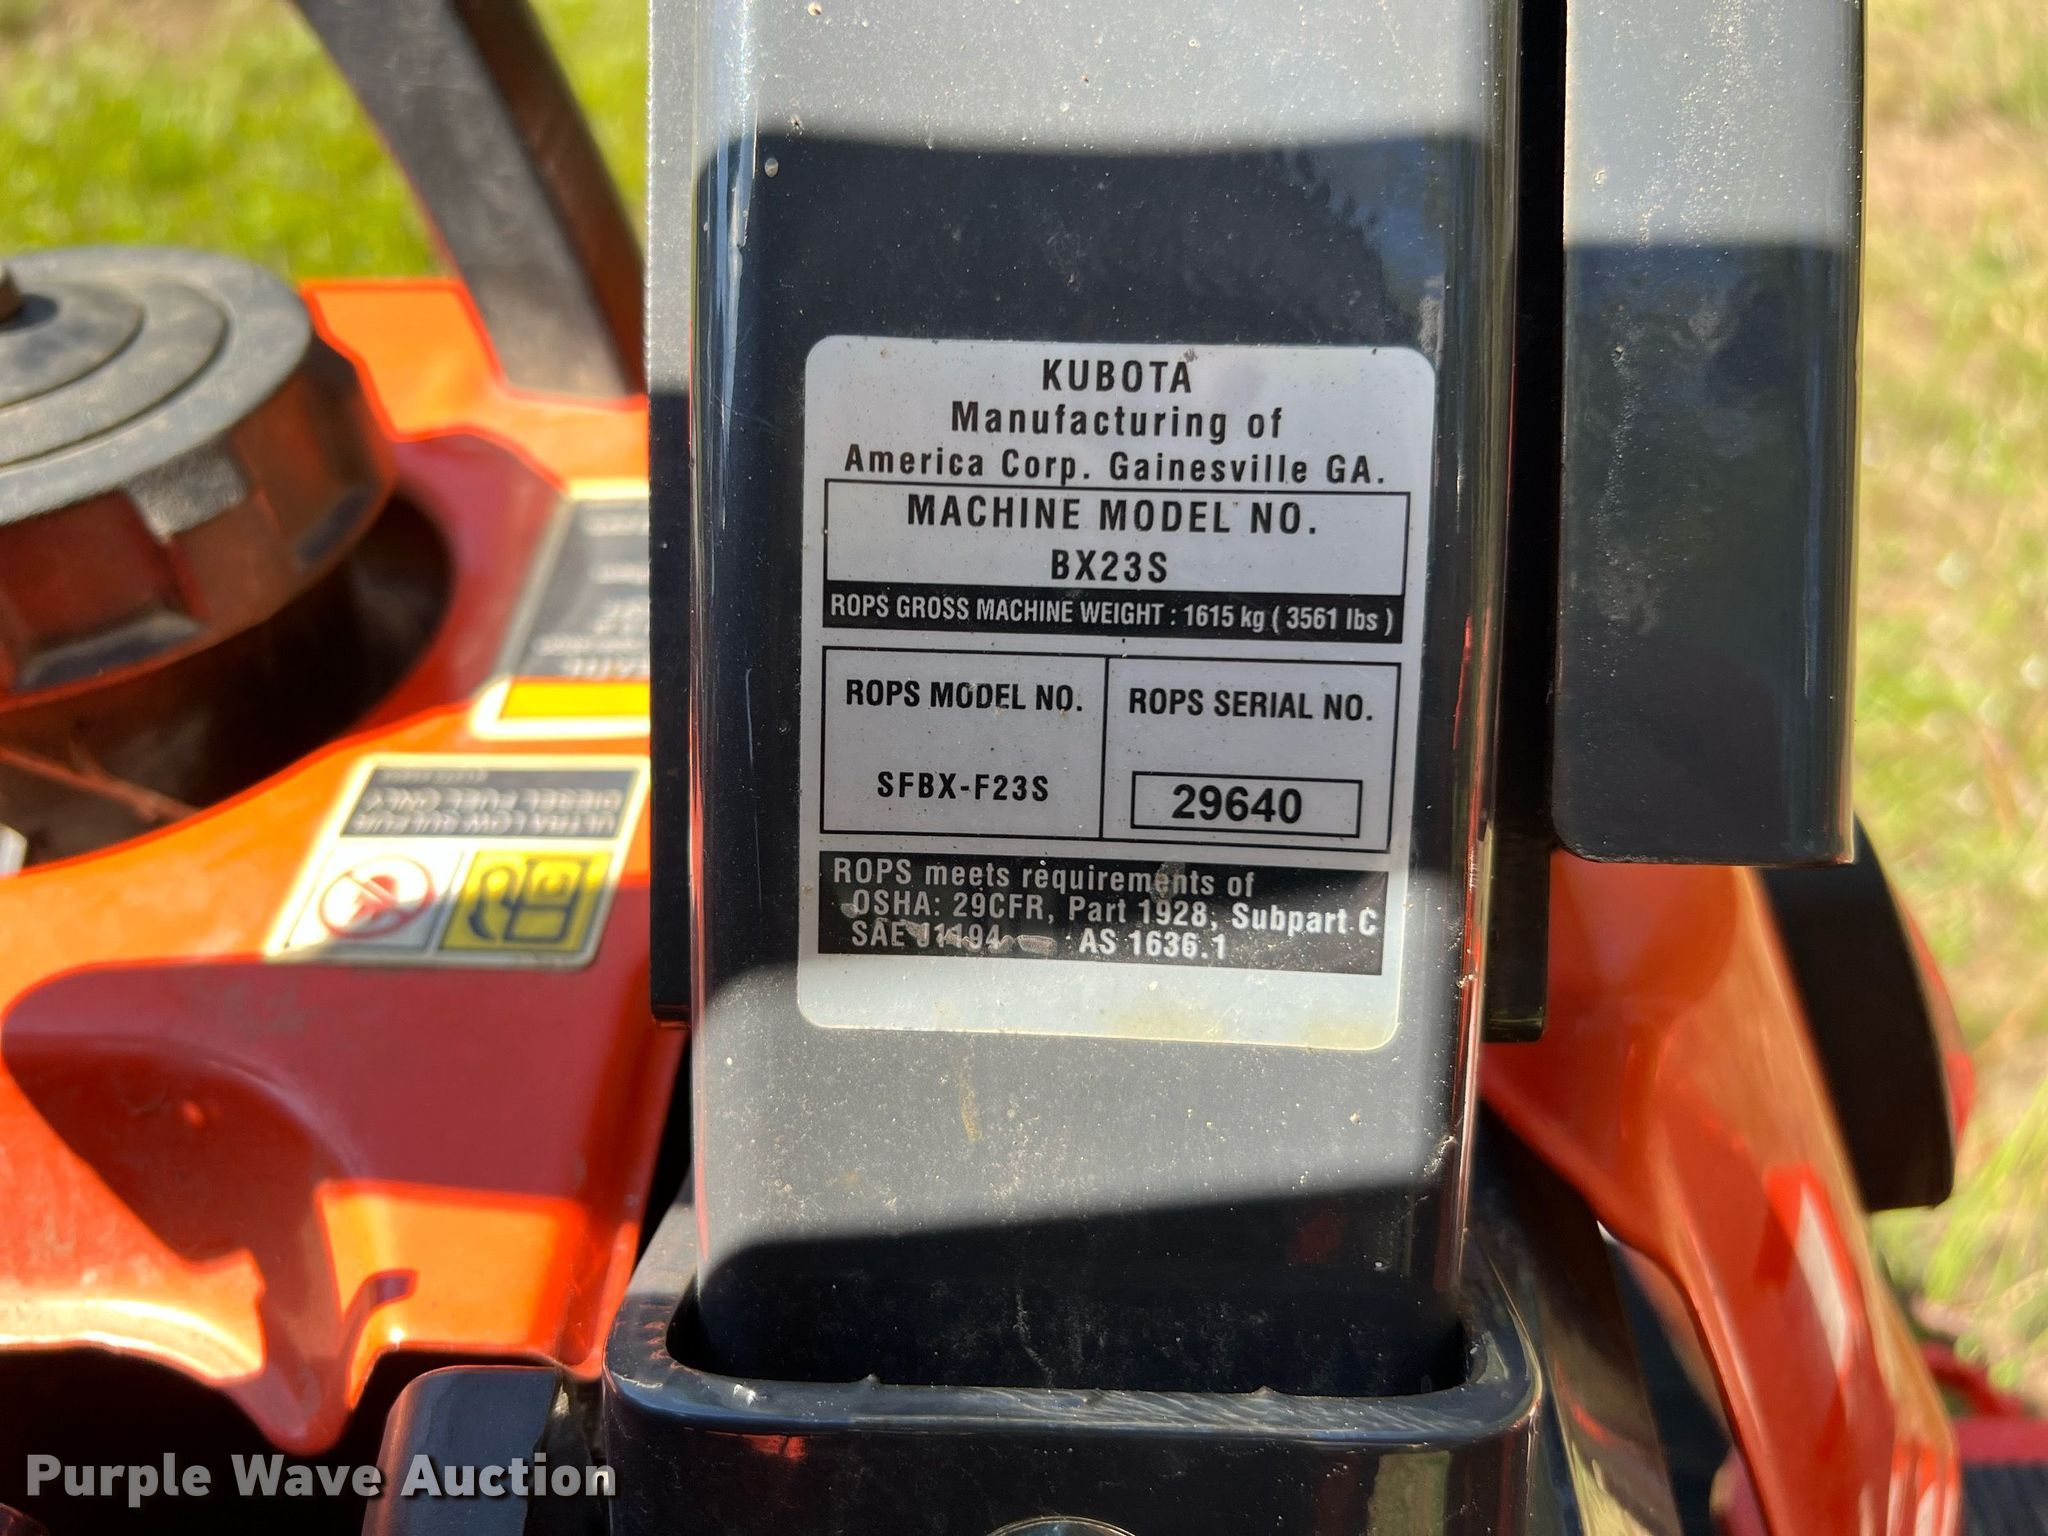 KUBOTA
Manufacturing of
America Corp. Gainesville GA.
MACHINE MODEL NO.
BX23S
ROPS GROSS MACHINE WEIGHT : 1615 kg ( 3561 lbs )
ROPS MODEL NO.
SFBX-F23S
ROPS SERIAL NO.
29640
ROPS meets requirements of
OSHA: 29CFR, Part 1928, Subpart C
SAE J1194 AS 1636.1
ULTRA LOW SULFUR
DIESEL FUEL ONLY
Purple Wave Auction